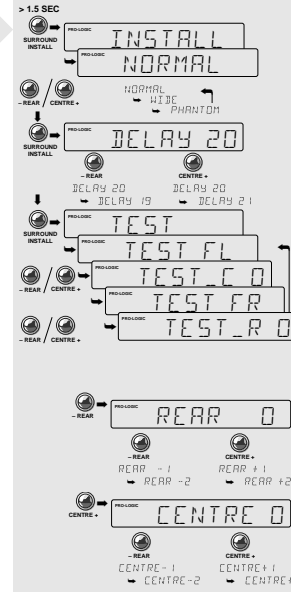 > 1.5 SEC
SURROUND INSTALL
PRO-LOGIC
INSTALL
PRO-LOGIC
NORMAL
– REAR / CENTRE +
NORMAL
WIDE
PHANTOM
SURROUND INSTALL
PRO-LOGIC
DELAY 20
– REAR
CENTRE +
DELAY 20
DELAY 20
DELAY 19
DELAY 21
SURROUND INSTALL
PRO-LOGIC
TEST
PRO-LOGIC
TEST FL
– REAR / CENTRE +
PRO-LOGIC
TEST_C 0
PRO-LOGIC
TEST FR
– REAR / CENTRE +
PRO-LOGIC
TEST_R 0
– REAR
PRO-LOGIC
REAR 0
– REAR
CENTRE +
REAR -1
REAR +1
REAR -2
REAR +2
CENTRE +
PRO-LOGIC
CENTRE 0
– REAR
CENTRE +
CENTRE-1
CENTRE+1
CENTRE-2
CENTRE+